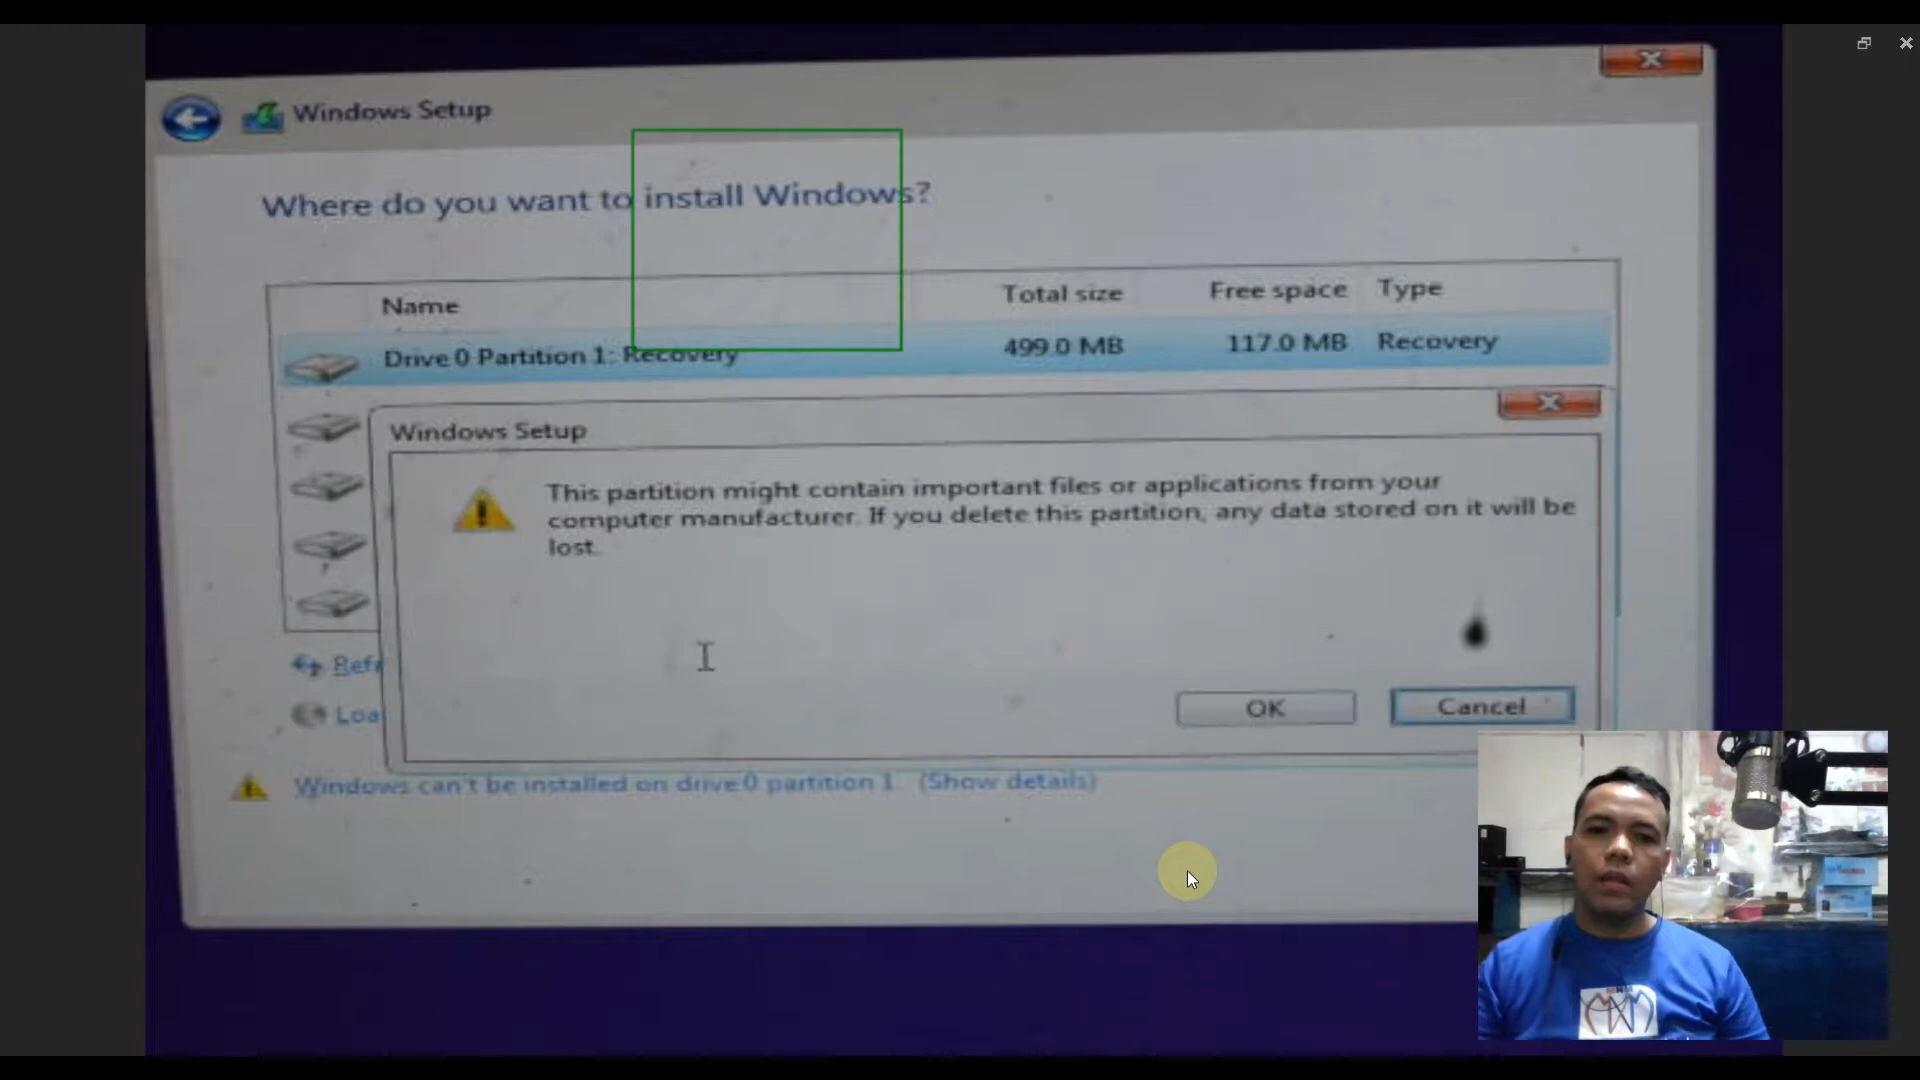 Windows Setup
Where do you want to install Windows?
Name Total size Free space Type
Drive 0 Partition 1: Recovery 499.0 MB 117.0 MB Recovery
Windows Setup
This partition might contain important files or applications from your
computer manufacturer. If you delete this partition, any data stored on it will be
lost.
Refr
Loa
OK Cancel
Windows can't be installed on drive 0 partition 1. (Show details)